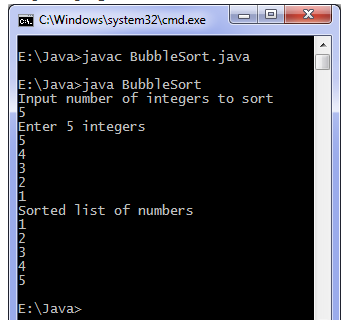 C:\Windows\system32\cmd.exe
E:\Java>javac BubbleSort.java
E:\Java>java BubbleSort
Input number of integers to sort
5
Enter 5 integers
5
4
3
2
1
Sorted list of numbers
1
2
3
4
5
E:\Java>